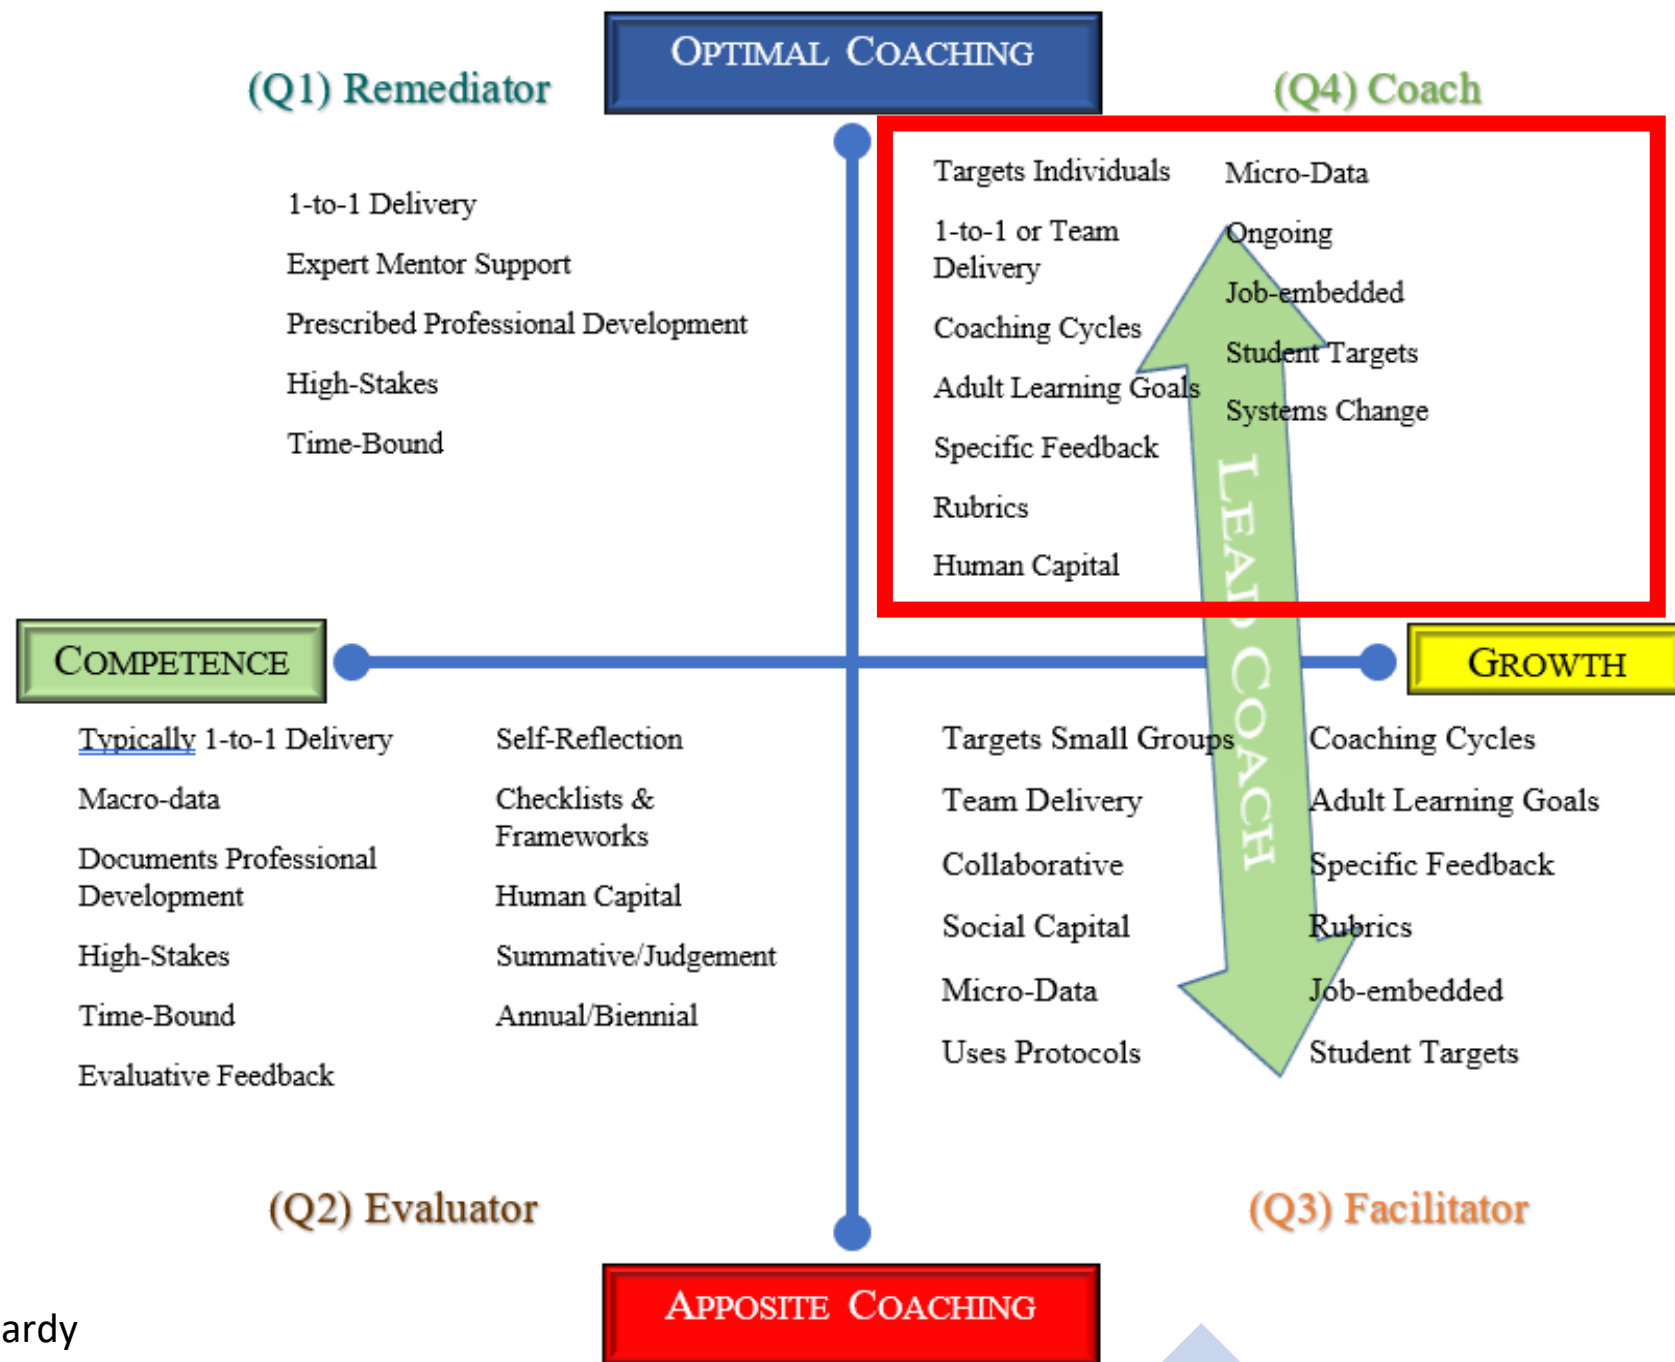 OPTIMAL COACHING
(Q1) Remediator
(Q4) Coach
1-to-1 Delivery
Expert Mentor Support
Prescribed Professional Development
High-Stakes
Time-Bound
Targets Individuals
1-to-1 or Team
Delivery
Coaching Cycles
Adult Learning Goals
Specific Feedback
Rubrics
Human Capital
Micro-Data
Ongoing
Job-embedded
Student Targets
Systems Change
LEAD COACH
COMPETENCE
GROWTH
Typically 1-to-1 Delivery
Macro-data
Documents Professional
Development
High-Stakes
Time-Bound
Evaluative Feedback
Self-Reflection
Checklists &
Frameworks
Human Capital
Summative/Judgement
Annual/Biennial
Targets Small Groups
Team Delivery
Collaborative
Social Capital
Micro-Data
Uses Protocols
Coaching Cycles
Adult Learning Goals
Specific Feedback
Rubrics
Job-embedded
Student Targets
(Q2) Evaluator
(Q3) Facilitator
APPOSITE COACHING
ardy